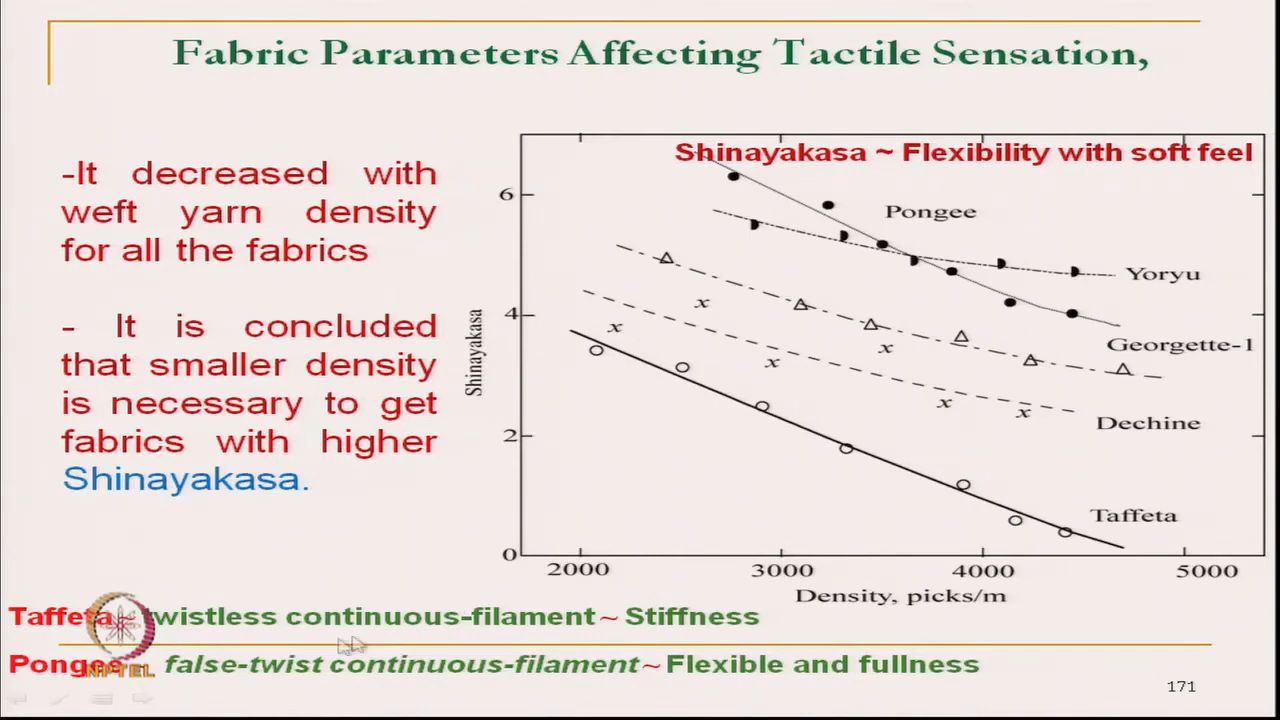 Fabric Parameters Affecting Tactile Sensation,
-It decreased with
weft yarn density
for all the fabrics
- It is concluded
that smaller density
is necessary to get
fabrics with higher
Shinayakasa.
Shinayakasa ~ Flexibility with soft feel
Pongee
Yoryu
Georgette-1
Dechine
Taffeta
Shinayakasa
6
4
2
0
2000 3000 4000 5000
Density, picks/m
Taffeta twistless continuous-filament ~ Stiffness
Pongee false-twist continuous-filament ~ Flexible and fullness
NPTEL
171